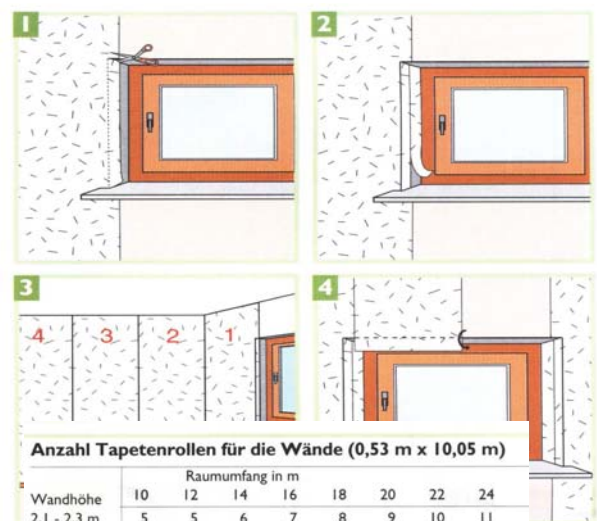 1
2
3
4 3 2 1
4
Anzahl Tapetenrollen für die Wände (0,53 m x 10,05 m)
Raumumfang in m
Wandhöhe 10 12 14 16 18 20 22 24
2,1 - 2,3 m 5 5 6 7 8 9 10 11